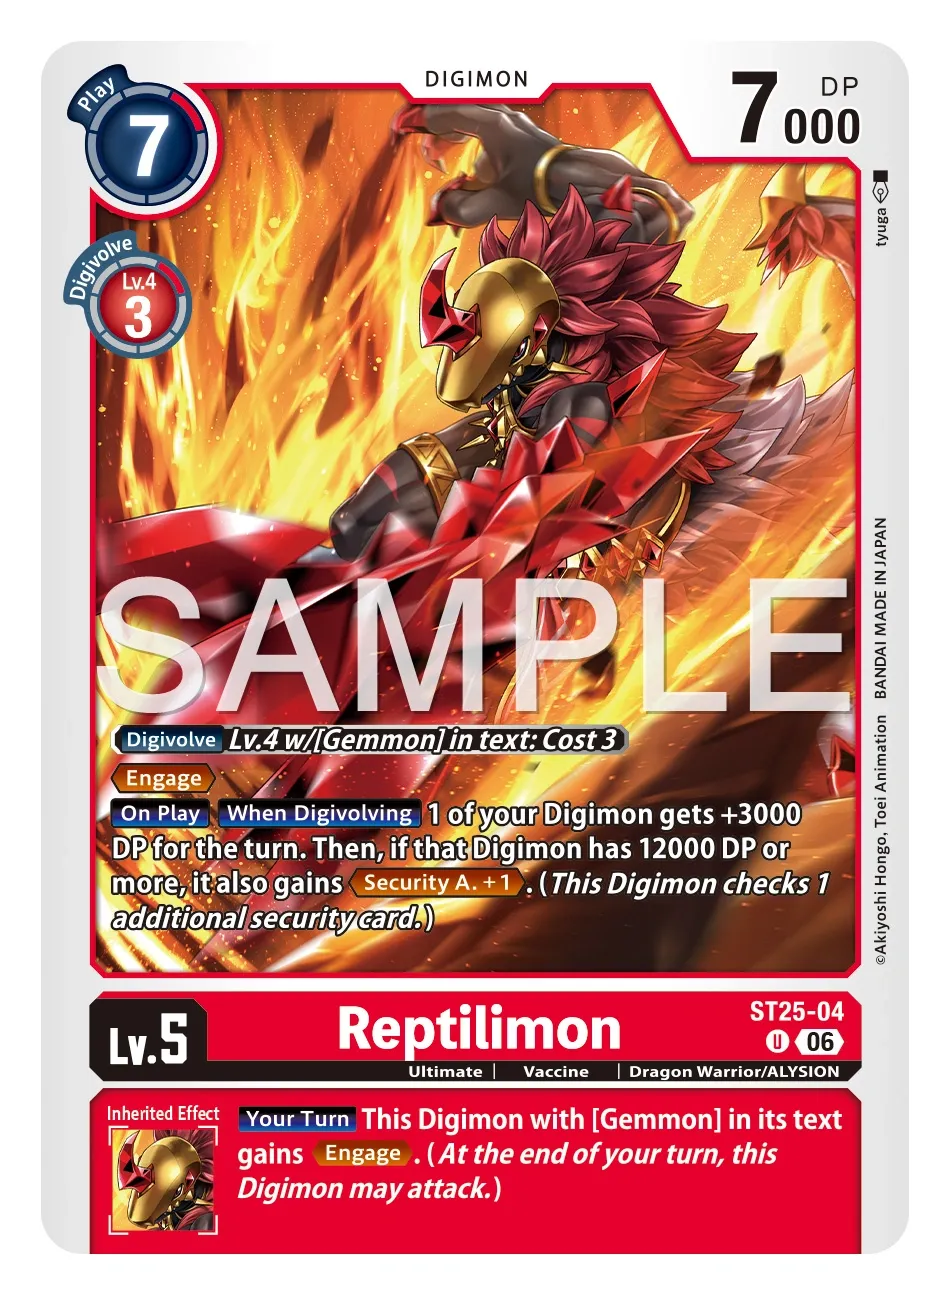 DIGIMON
Play
7
7000
DP
Digivolve
Lv.4
3
tyuga
SAMPLE
BANDAI MADE IN JAPAN
©Akiyoshi Hongo, Toei Animation
Digivolve Lv.4 w/[Gemmon] in text: Cost 3
Engage
On Play When Digivolving 1 of your Digimon gets +3000
DP for the turn. Then, if that Digimon has 12000 DP or
more, it also gains Security A. +1. (This Digimon checks 1
additional security card.)
Lv.5
Reptilimon
ST25-04
U 06
Ultimate | Vaccine | Dragon Warrior/ALYSION
Inherited Effect
Your Turn This Digimon with [Gemmon] in its text
gains Engage. (At the end of your turn, this
Digimon may attack.)